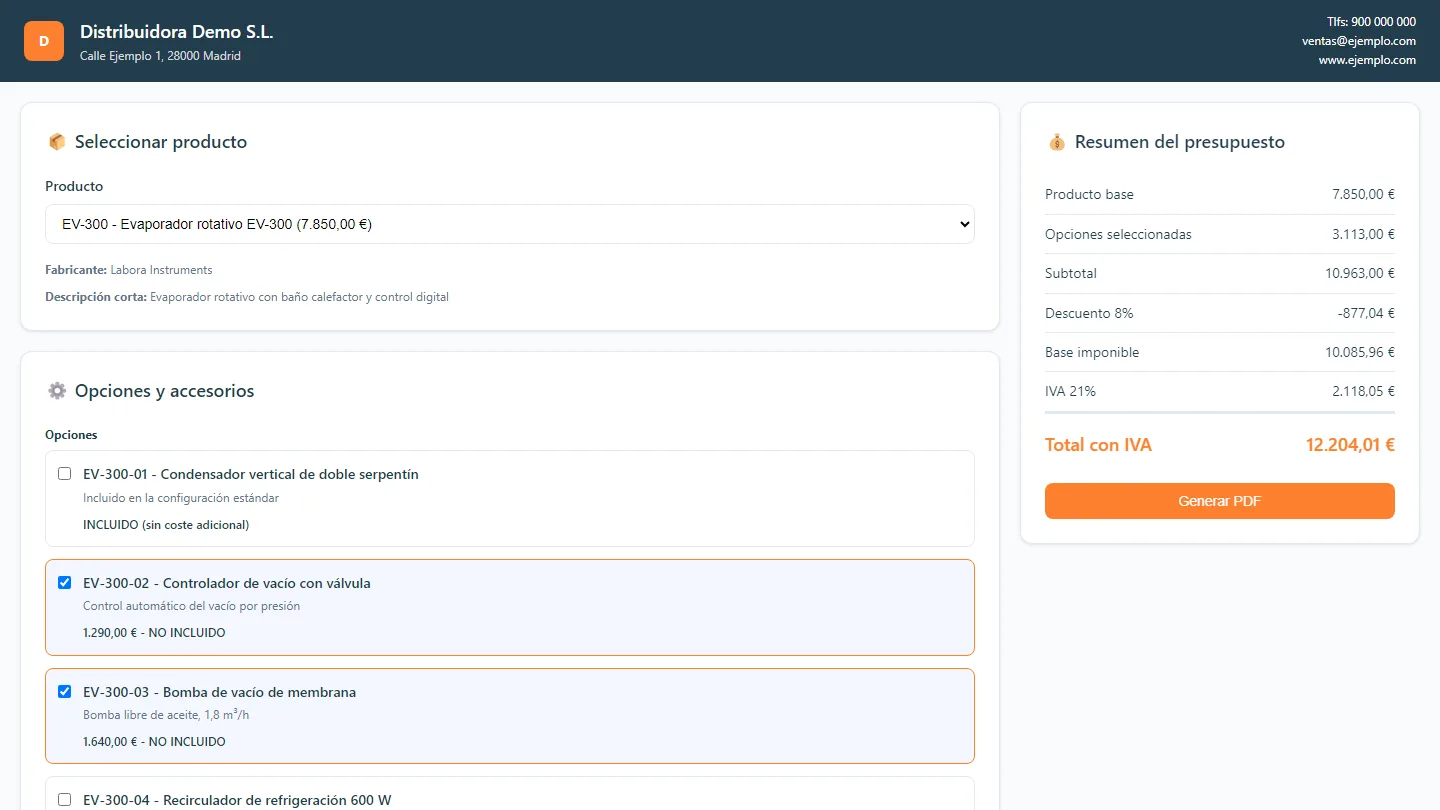 D
Distribuidora Demo S.L.
Calle Ejemplo 1, 28000 Madrid
Tlfs: 900 000 000
ventas@ejemplo.com
www.ejemplo.com
Seleccionar producto
Producto
EV-300 - Evaporador rotativo EV-300 (7.850,00 €)
Fabricante: Labora Instruments
Descripción corta: Evaporador rotativo con baño calefactor y control digital
Opciones y accesorios
Opciones
EV-300-01 - Condensador vertical de doble serpentín
Incluido en la configuración estándar
INCLUIDO (sin coste adicional)
EV-300-02 - Controlador de vacío con válvula
Control automático del vacío por presión
1.290,00 € - NO INCLUIDO
EV-300-03 - Bomba de vacío de membrana
Bomba libre de aceite, 1,8 m³/h
1.640,00 € - NO INCLUIDO
EV-300-04 - Recirculador de refrigeración 600 W
Resumen del presupuesto
Producto base 7.850,00 €
Opciones seleccionadas 3.113,00 €
Subtotal 10.963,00 €
Descuento 8% -877,04 €
Base imponible 10.085,96 €
IVA 21% 2.118,05 €
Total con IVA 12.204,01 €
Generar PDF